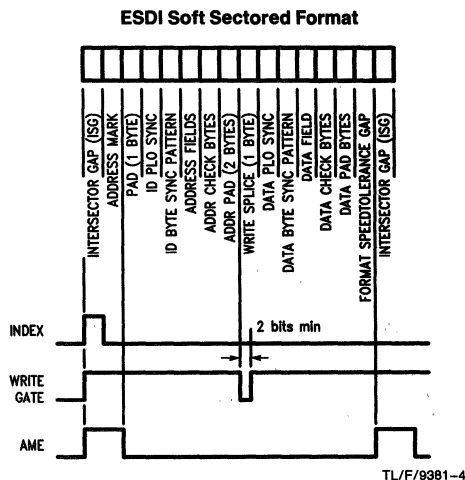 ESDI Soft Sectored Format
INTERSECTOR GAP (ISG)
ADDRESS MARK
PAD (1 BYTE)
ID PLO SYNC
ID BYTE SYNC PATTERN
ADDRESS FIELDS
ADDR CHECK BYTES
ADDR PAD (2 BYTES)
WRITE SPLICE (1 BYTE)
DATA PLO SYNC
DATA BYTE SYNC PATTERN
DATA FIELD
DATA CHECK BYTES
DATA PAD BYTES
FORMAT SPEEDTOLERANCE GAP
INTERSECTOR GAP (ISG)
INDEX
2 bits min
WRITE
GATE
AME
TL/F/9381–4